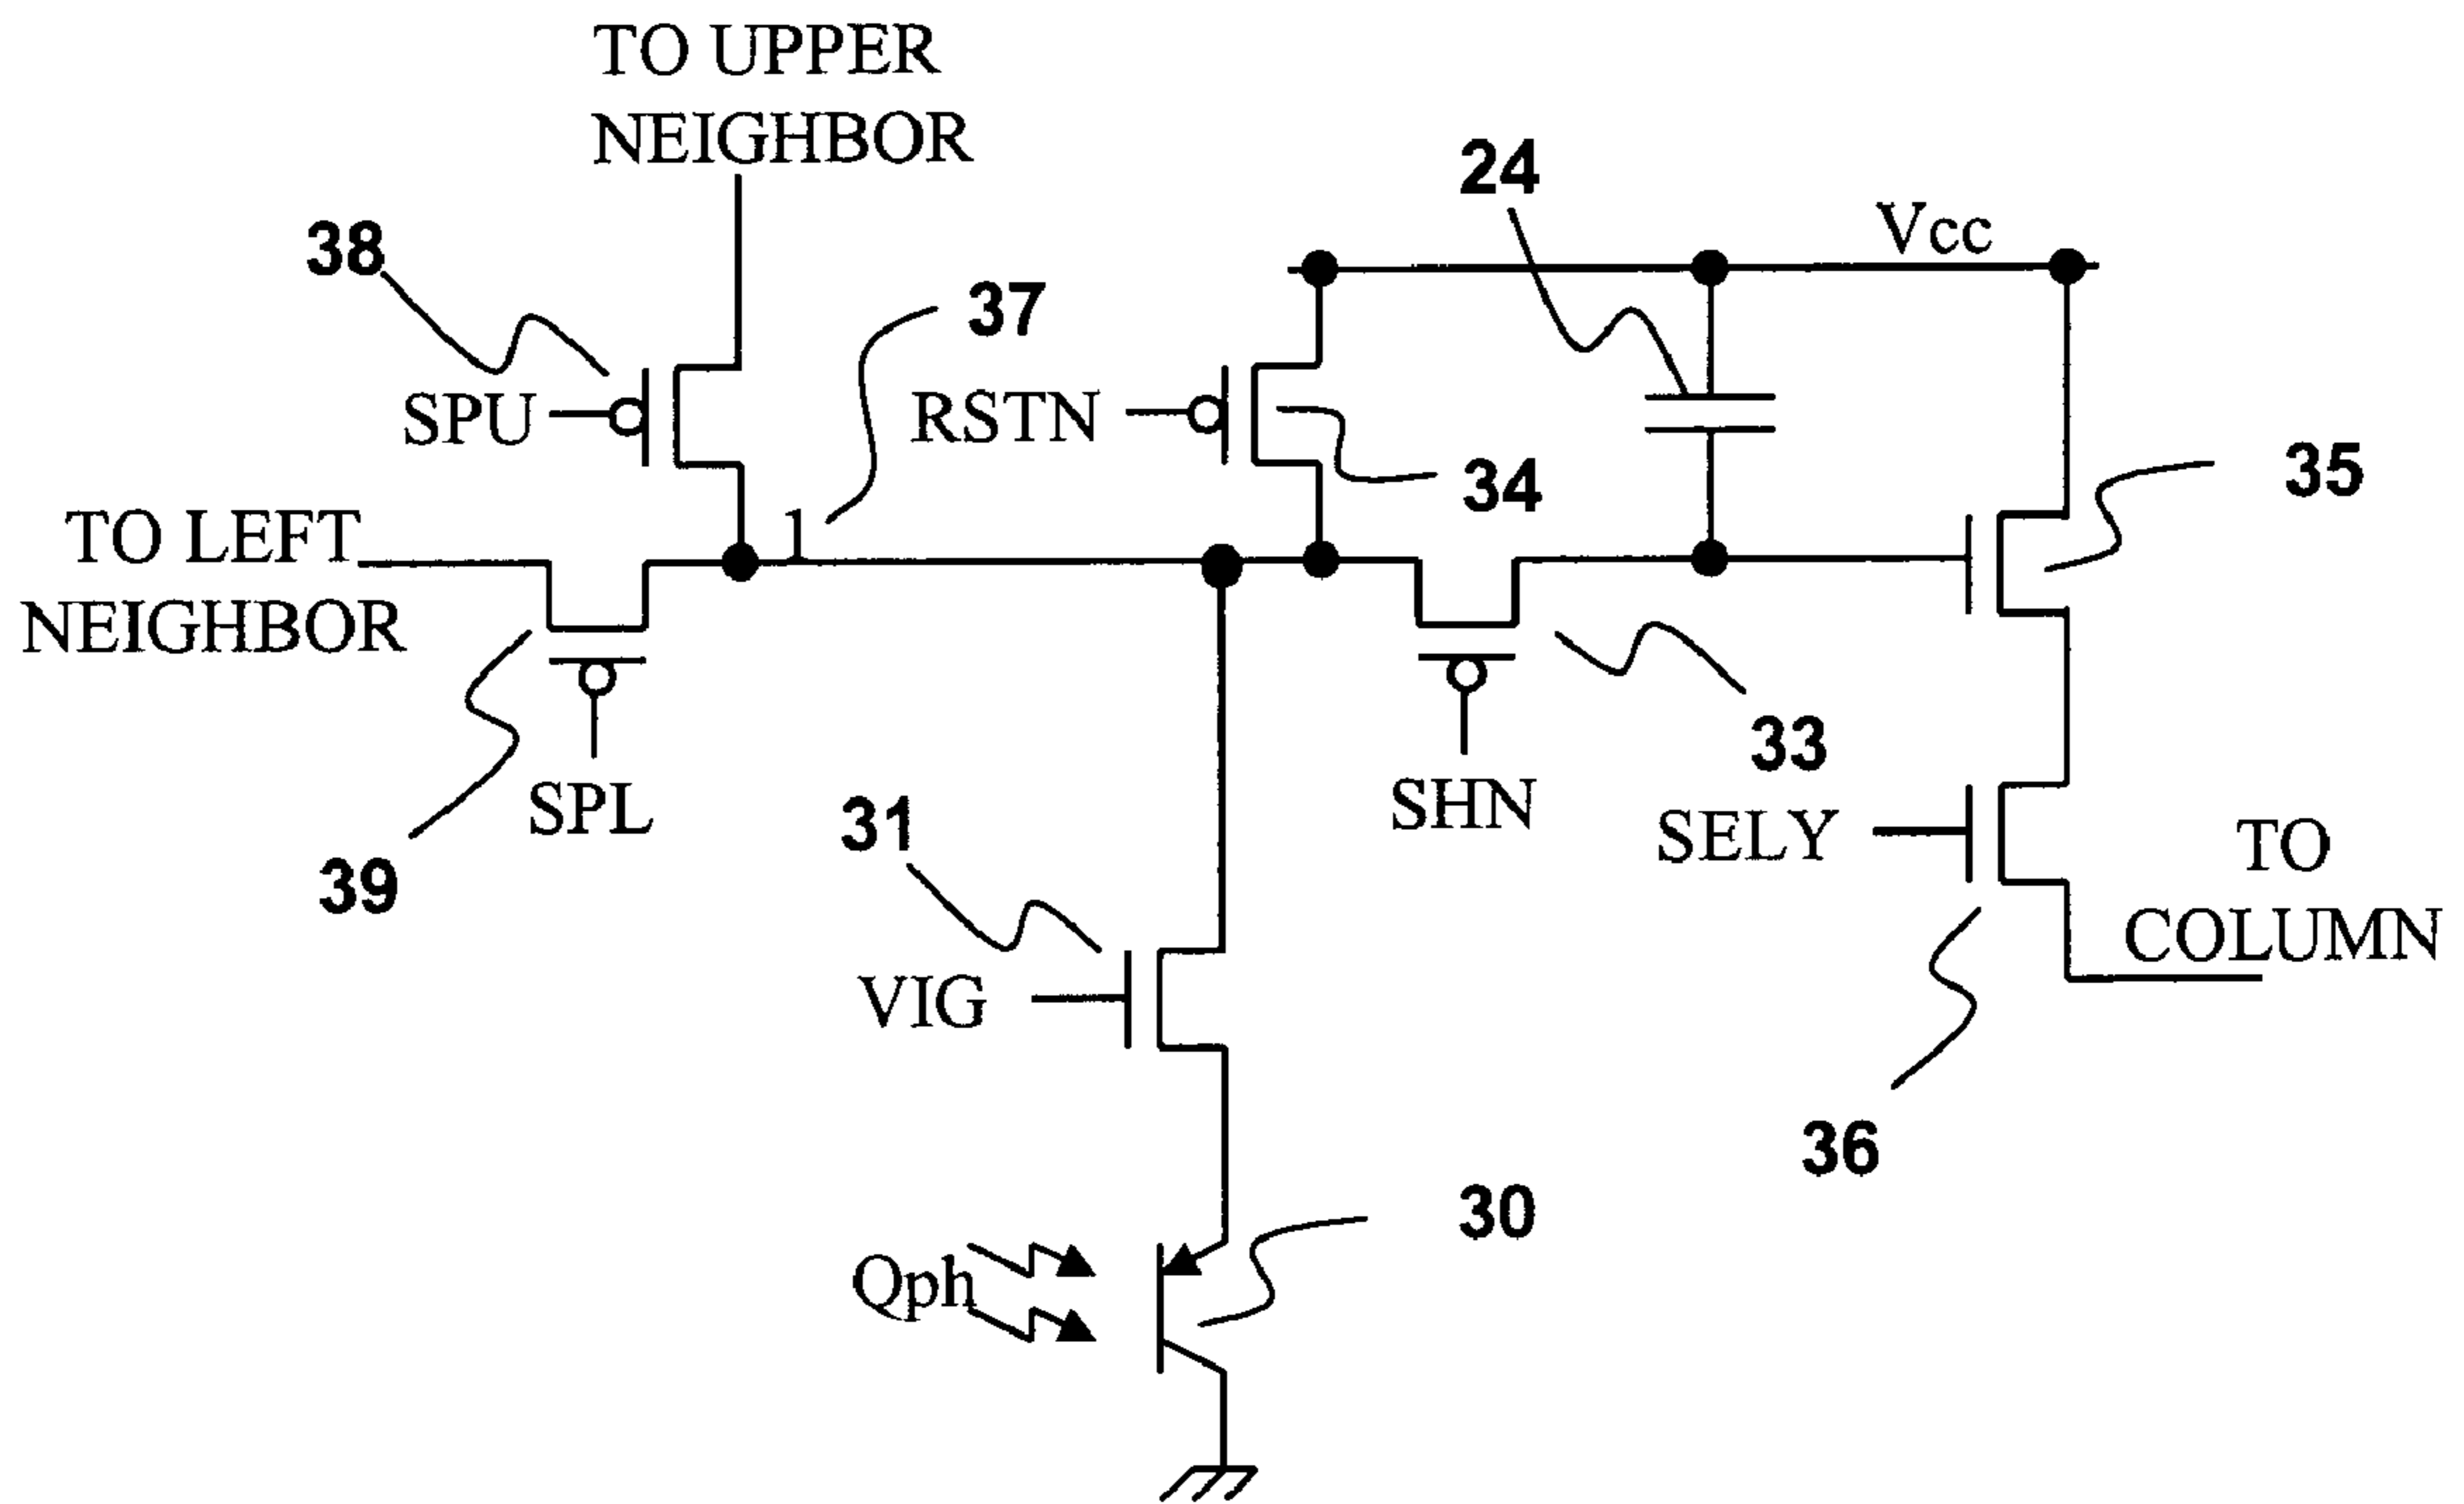 TO UPPER
NEIGHBOR
24
Vcc
38
37
SPU
RSTN
34
35
TO LEFT
NEIGHBOR
1
33
SPL
SHN
31
SELY
TO
COLUMN
39
VIG
36
30
Qph